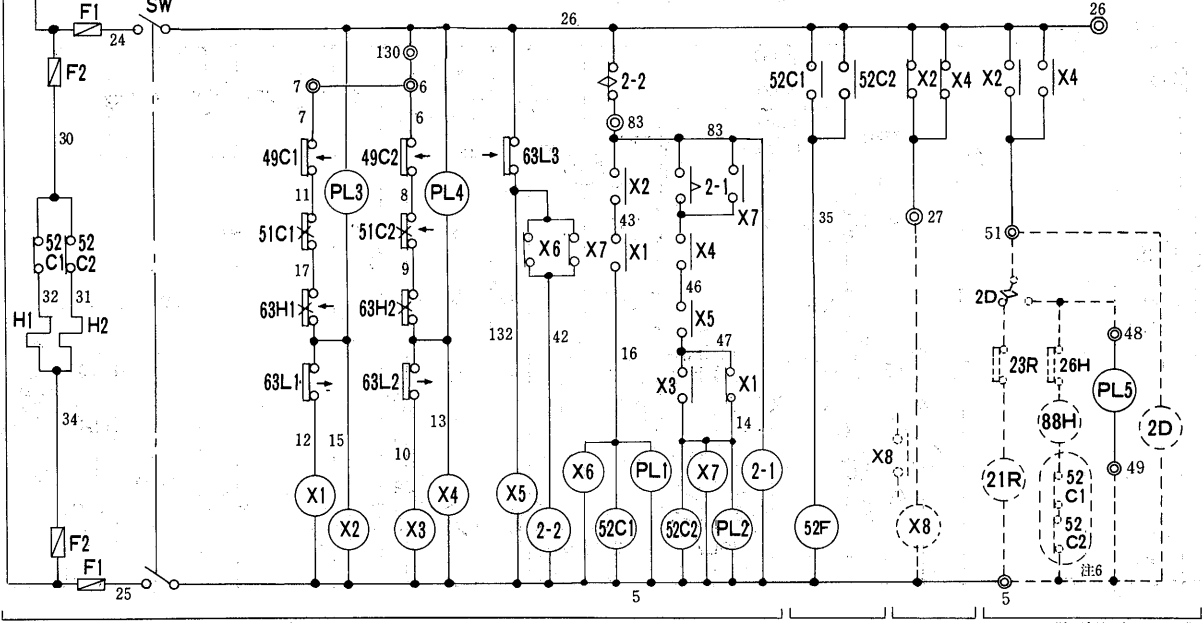 SW
F1
24
26
26
F2
130
7
6
2-2
83
83
52C1
52C2
X2
X4
X2
X4
30
7
6
49C1
49C2
63L3
X2
2-1
X7
11
PL3
8
PL4
43
35
27
51
52
C1
52
C2
51C1
51C2
X6
X7
X1
X4
17
9
46
32
31
63H1
63H2
X5
2D
H1
H2
132
42
16
47
48
23R
26H
63L1
63L2
X3
X1
PL5
34
12
15
10
13
14
88H
2D
X8
49
X6
PL1
X7
2-1
X1
X4
X5
21R
52
C1
X2
X3
2-2
52C1
52C2
PL2
52F
X8
52
C2
F2
F1
25
5
5
注6